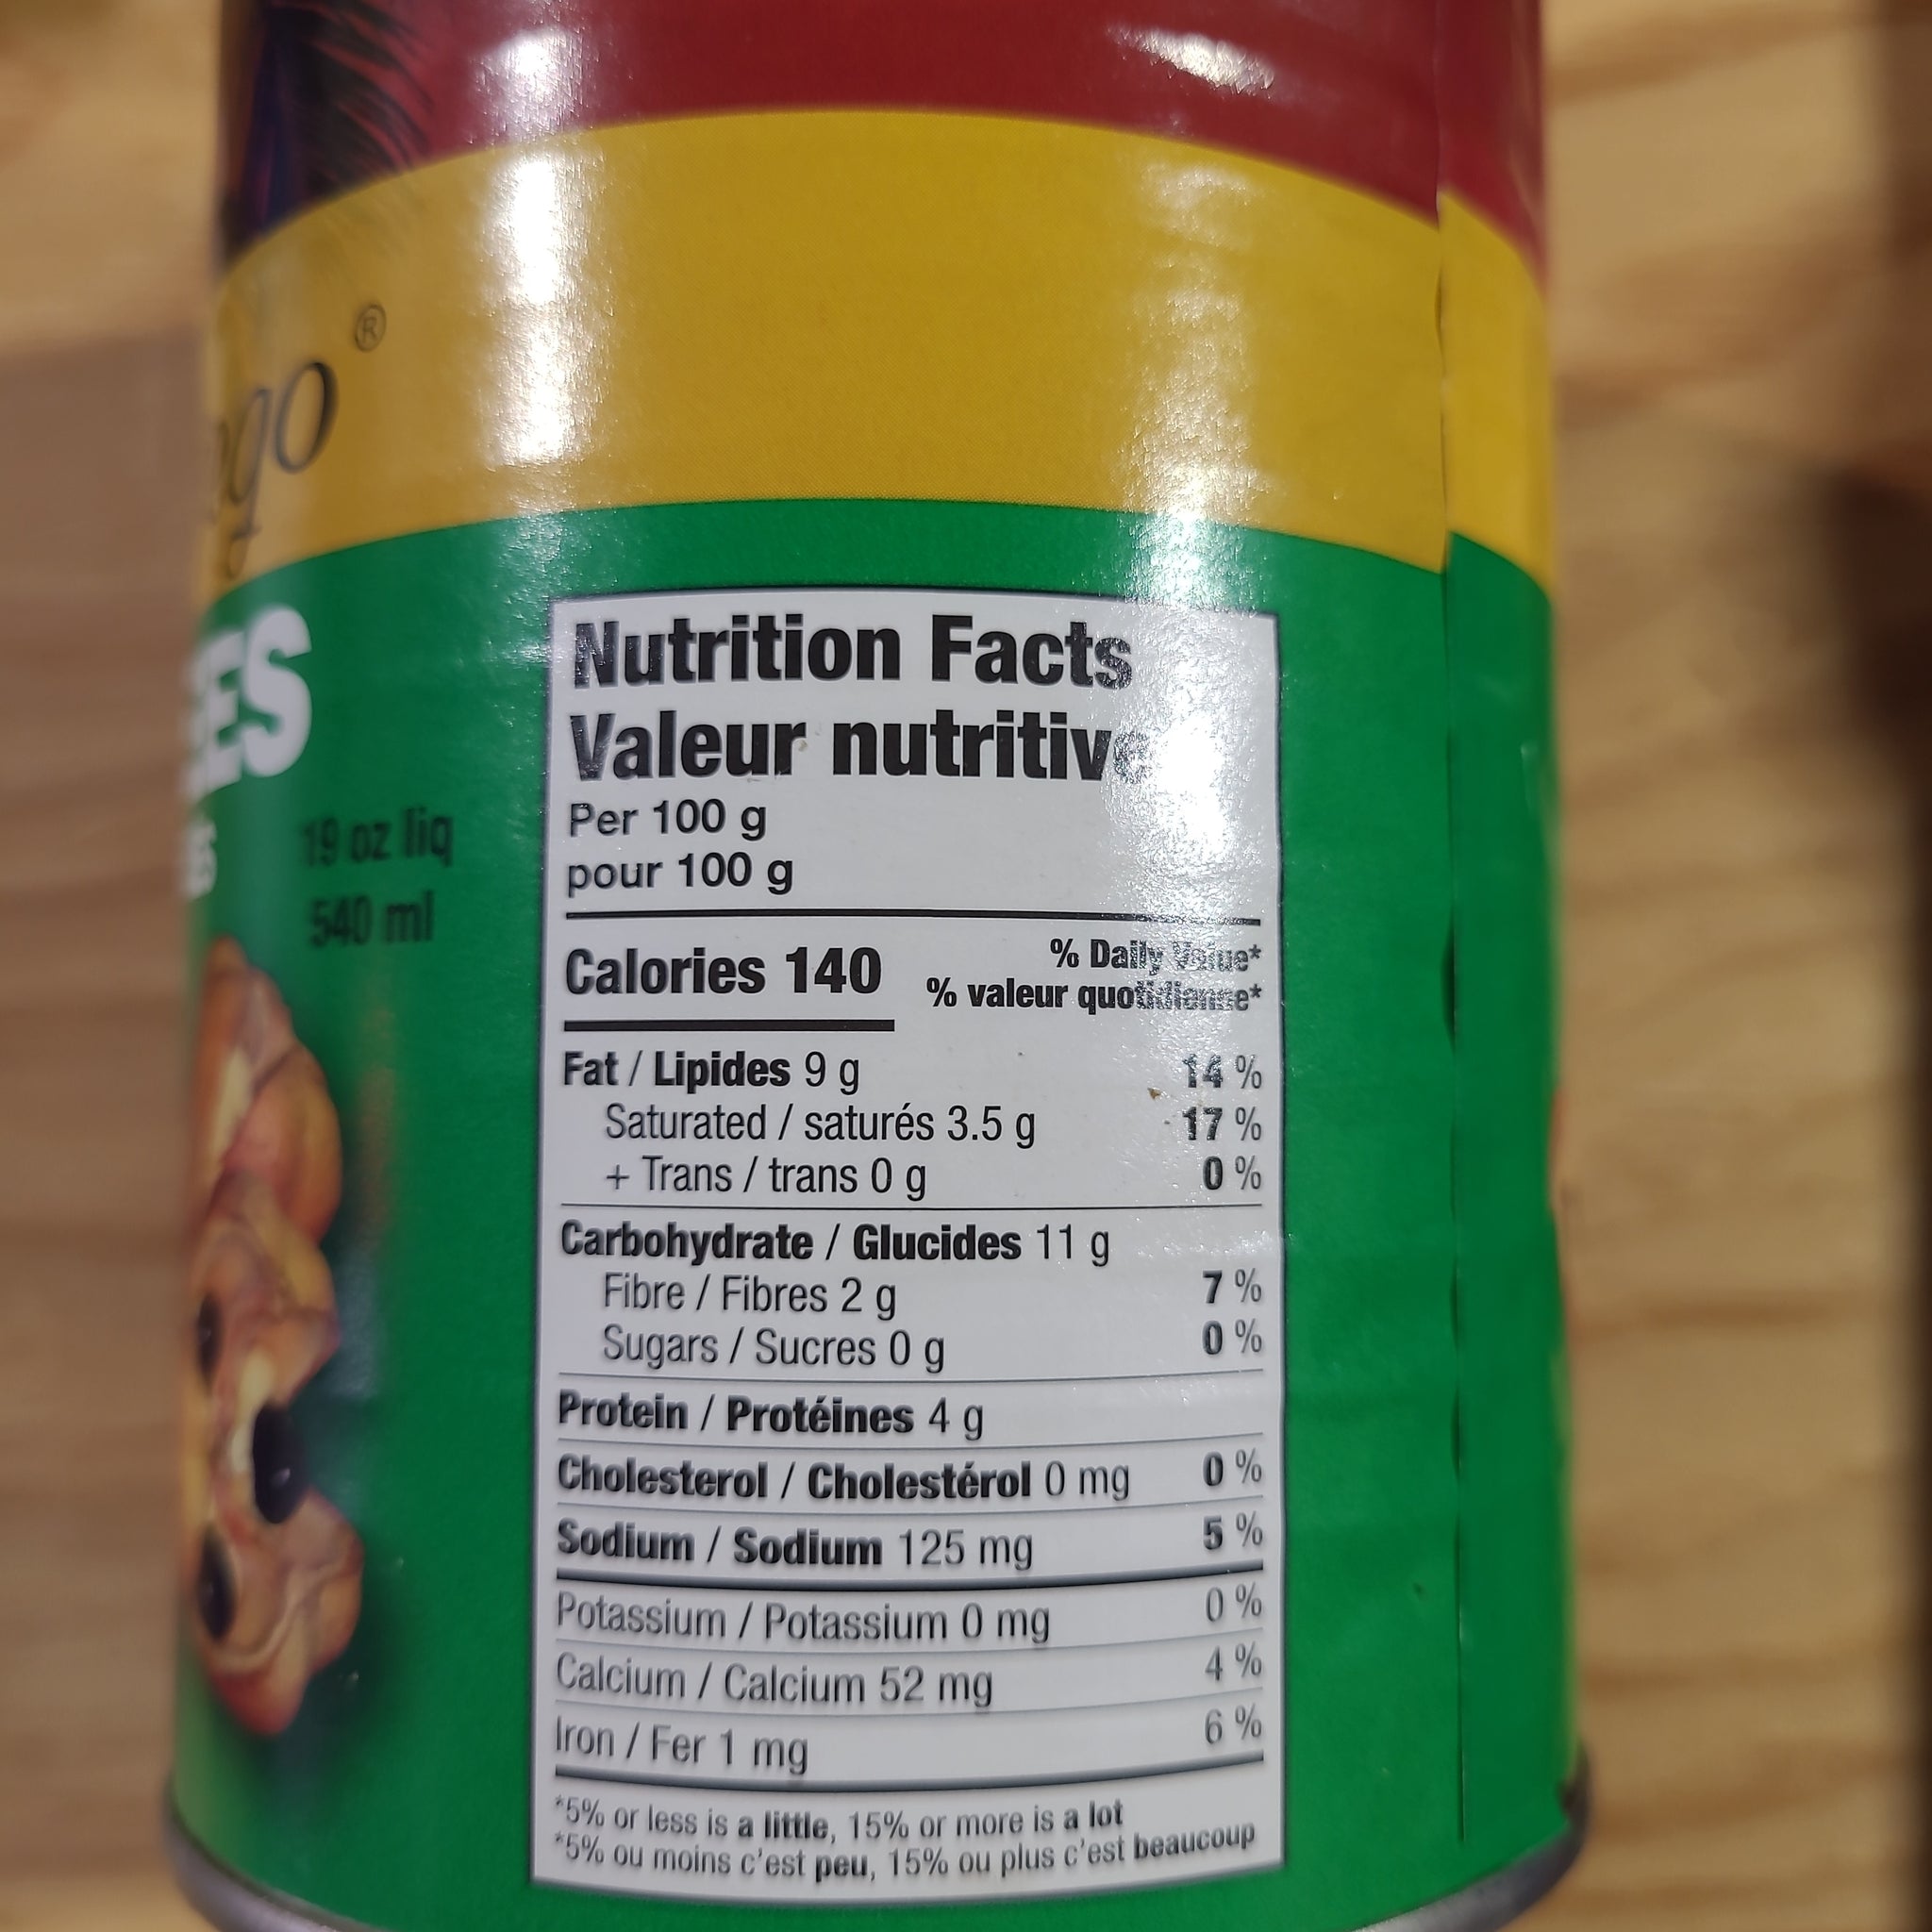 ®
ES
19 oz liq
540 ml
Nutrition Facts
Valeur nutritive
Per 100 g
pour 100 g
Calories 140
% Daily Value*
% valeur quotidienne*
Fat / Lipides 9 g 14 %
Saturated / saturés 3.5 g 17 %
+ Trans / trans 0 g 0 %
Carbohydrate / Glucides 11 g
Fibre / Fibres 2 g 7 %
Sugars / Sucres 0 g 0 %
Protein / Protéines 4 g
Cholesterol / Cholestérol 0 mg 0 %
Sodium / Sodium 125 mg 5 %
Potassium / Potassium 0 mg 0 %
Calcium / Calcium 52 mg 4 %
Iron / Fer 1 mg 6 %
*5% or less is a little, 15% or more is a lot
*5% ou moins c'est peu, 15% ou plus c'est beaucoup